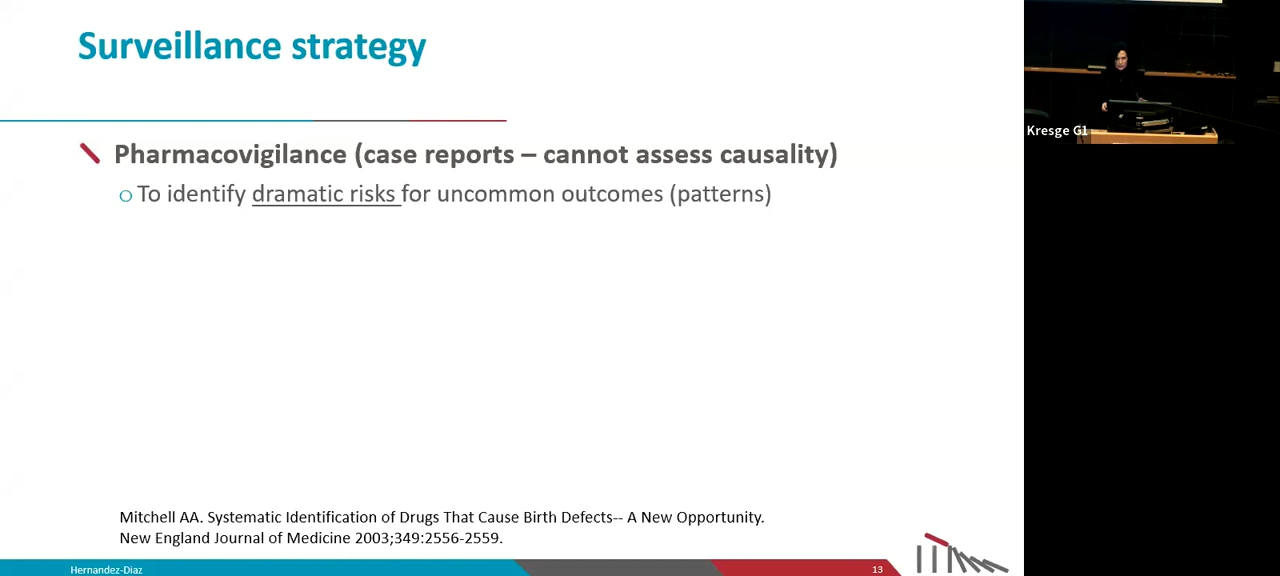 Surveillance strategy
Pharmacovigilance (case reports – cannot assess causality)
To identify dramatic risks for uncommon outcomes (patterns)
Mitchell AA. Systematic Identification of Drugs That Cause Birth Defects-- A New Opportunity.
New England Journal of Medicine 2003;349:2556-2559.
Hernandez-Diaz
13
Kresge G1